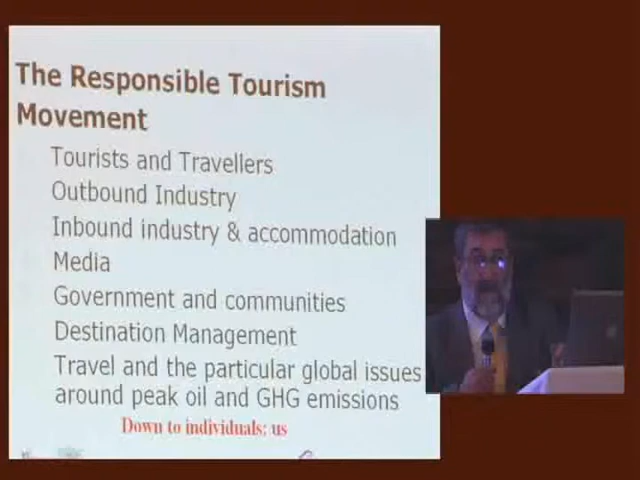 The Responsible Tourism
Movement
Tourists and Travellers
Outbound Industry
Inbound industry & accommodation
Media
Government and communities
Destination Management
Travel and the particular global issues
around peak oil and GHG emissions
Down to individuals; us